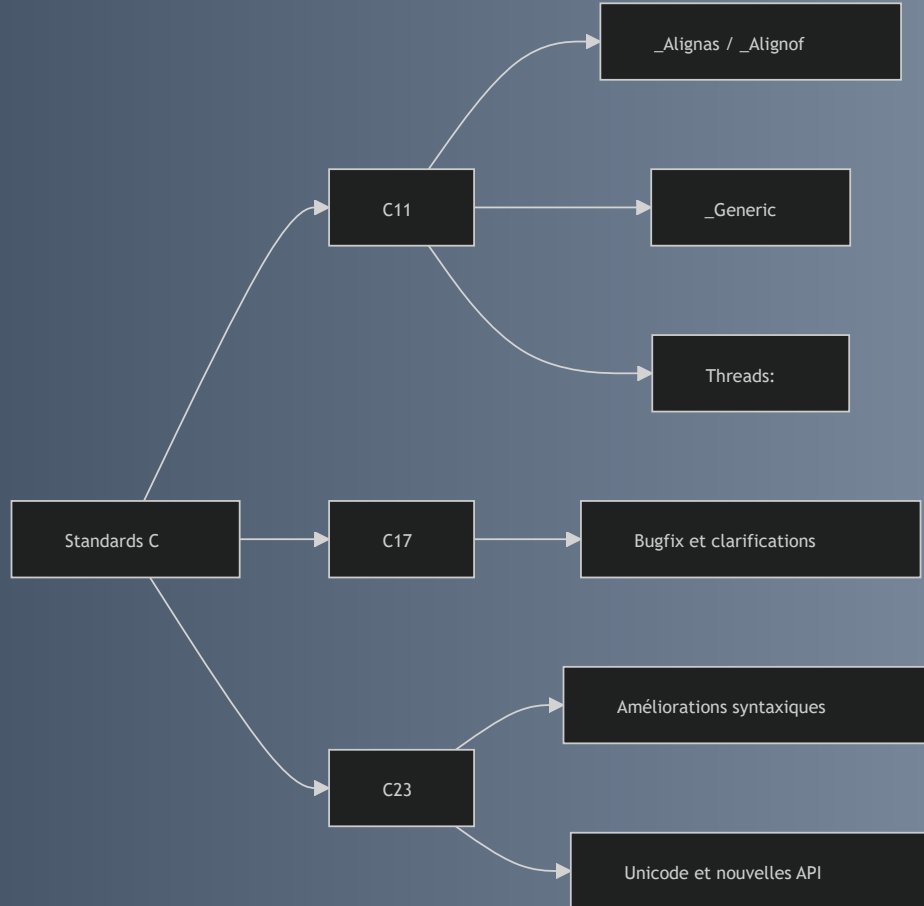 _Alignas / _Alignof
C11
_Generic
Threads:
Standards C
C17
Bugfix et clarifications
Améliorations syntaxiques
C23
Unicode et nouvelles API